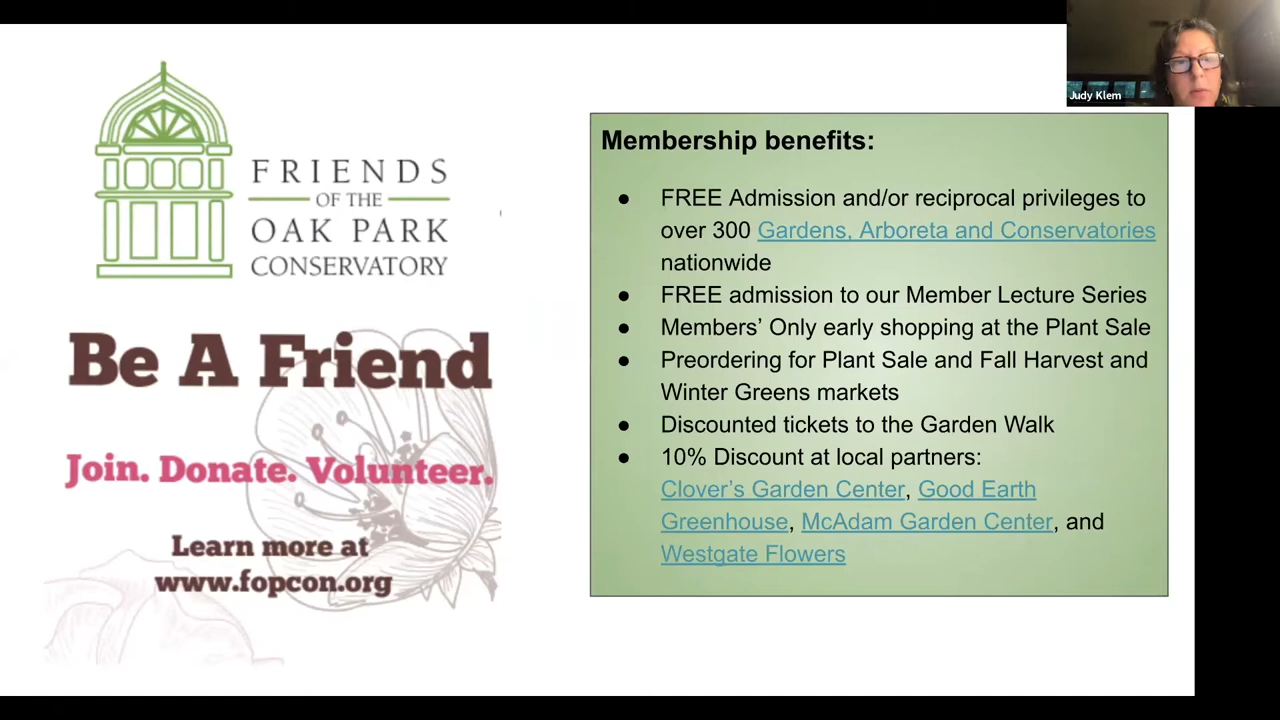 Judy Klem
FRIENDS
OF THE
OAK PARK
CONSERVATORY
Be A Friend
Join. Donate. Volunteer.
Learn more at
www.fopcon.org
Membership benefits:
● FREE Admission and/or reciprocal privileges to
over 300 Gardens, Arboreta and Conservatories
nationwide
● FREE admission to our Member Lecture Series
● Members’ Only early shopping at the Plant Sale
● Preordering for Plant Sale and Fall Harvest and
Winter Greens markets
● Discounted tickets to the Garden Walk
● 10% Discount at local partners:
Clover’s Garden Center, Good Earth
Greenhouse, McAdam Garden Center, and
Westgate Flowers